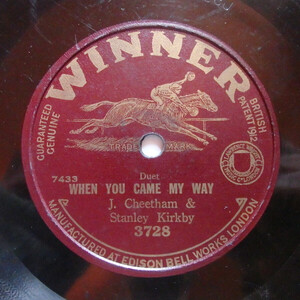 WINNER
GUARANTEED
GENUINE
BRITISH
PATENT 1912
TRADE MARK
7433
Duet
WHEN YOU CAME MY WAY
J. Cheetham &
Stanley Kirkby
3728
MANUFACTURED AT EDISON BELL WORKS, LONDON